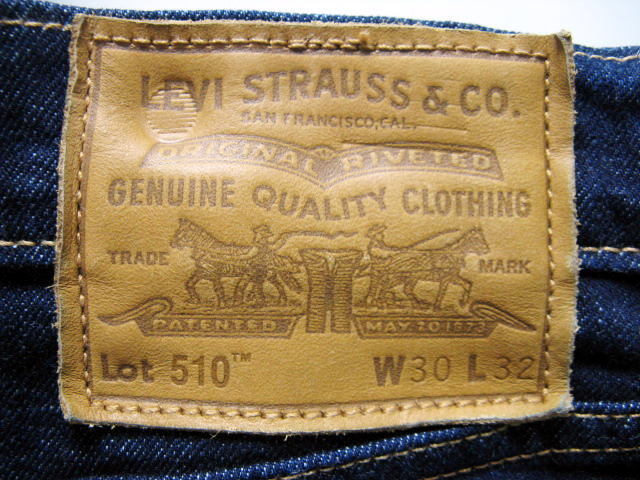 LEVI STRAUSS & CO.
SAN FRANCISCO, CAL.
ORIGINAL RIVETED
GENUINE QUALITY CLOTHING
TRADE MARK
PATENTED MAY 20 1873
Lot 510™ W30 L32